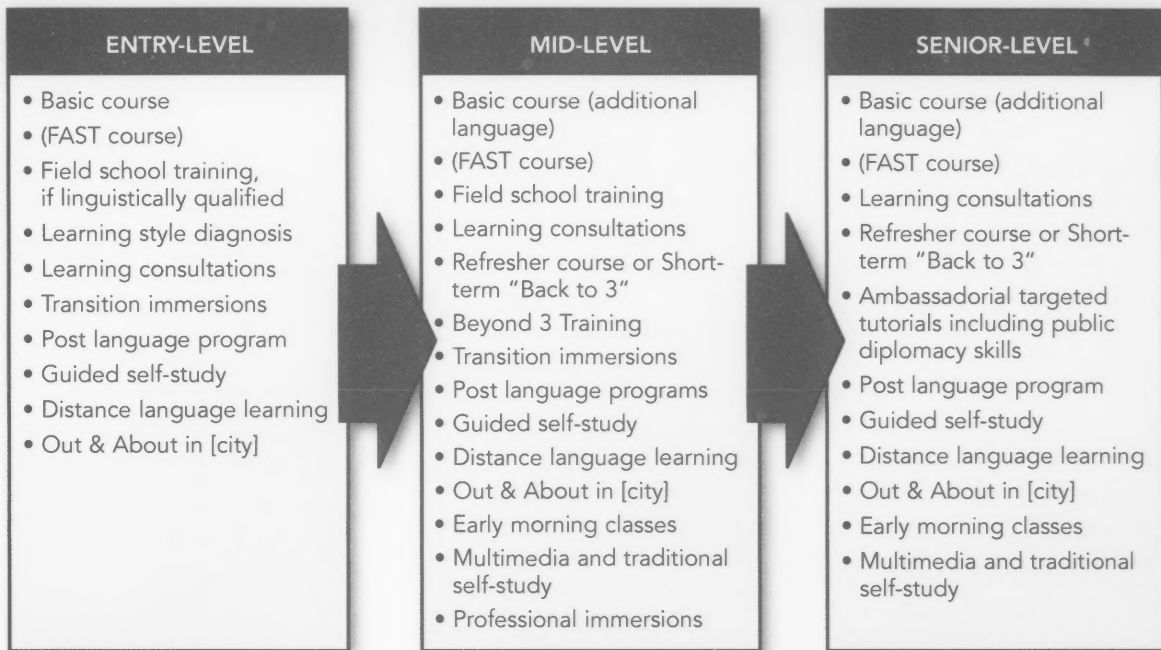 ENTRY-LEVEL
• Basic course
• (FAST course)
• Field school training,
if linguistically qualified
• Learning style diagnosis
• Learning consultations
• Transition immersions
• Post language program
• Guided self-study
• Distance language learning
• Out & About in [city]
MID-LEVEL
• Basic course (additional
language)
• (FAST course)
• Field school training
• Learning consultations
• Refresher course or Short-
term "Back to 3"
• Beyond 3 Training
• Transition immersions
• Post language programs
• Guided self-study
• Distance language learning
• Out & About in [city]
• Early morning classes
• Multimedia and traditional
self-study
• Professional immersions
SENIOR-LEVEL
• Basic course (additional
language)
• (FAST course)
• Learning consultations
• Refresher course or Short-
term "Back to 3"
• Ambassadorial targeted
tutorials including public
diplomacy skills
• Post language program
• Guided self-study
• Distance language learning
• Out & About in [city]
• Early morning classes
• Multimedia and traditional
self-study